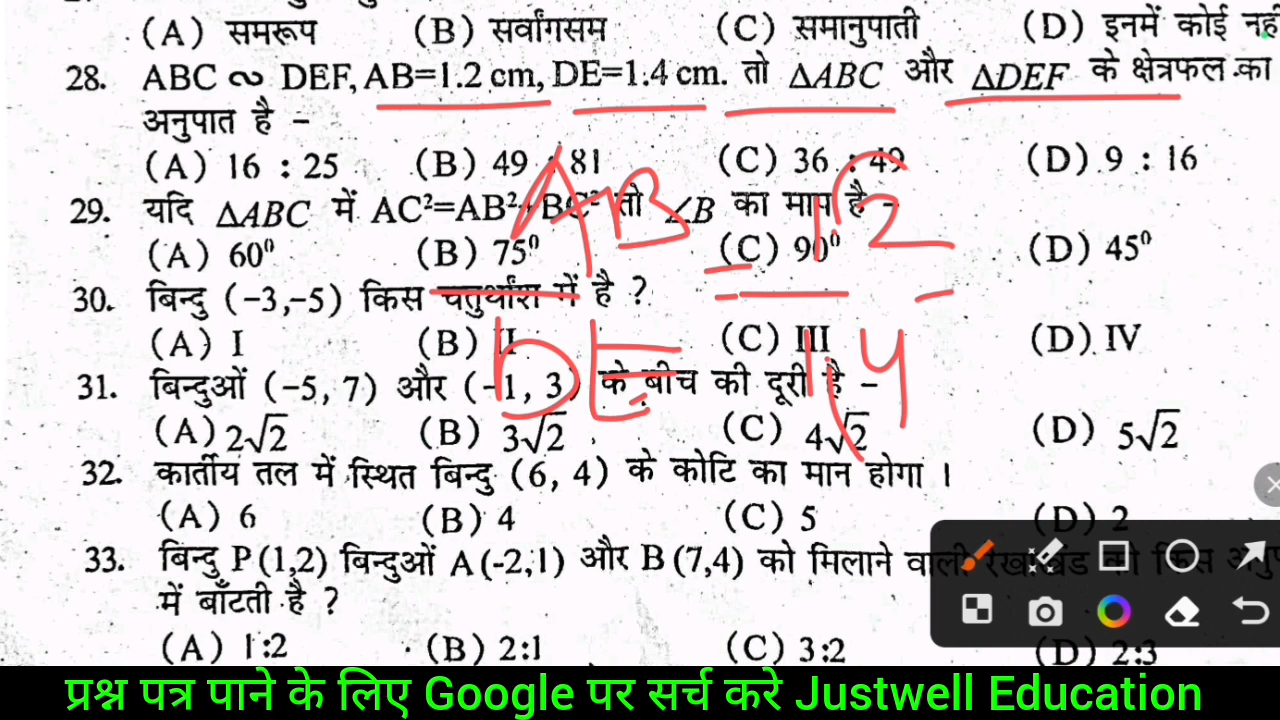 (A) समरूप (B) सर्वांगसम (C) समानुपाती (D) इनमें कोई नहीं
28. ABC ∾ DEF, AB=1.2 cm, DE=1.4 cm. तो ΔABC और ΔDEF के क्षेत्रफल का
अनुपात है –
(A) 16 : 25 (B) 49 : 81 (C) 36 : 49 (D) 9 : 16
29. यदि ΔABC में AC²=AB²+BC² तो ∠B का माप है –
(A) 60⁰ (B) 75⁰ (C) 90⁰ (D) 45⁰
AB 1.2
30. बिन्दु (−3,−5) किस चतुर्थांश में है ?
(A) I (B) II (C) III (D) IV
DE 1.4
31. बिन्दुओं (−5, 7) और (−1, 3) के बीच की दूरी है –
(A) 2√2 (B) 3√2 (C) 4√2 (D) 5√2
32. कार्तीय तल में स्थित बिन्दु (6, 4) के कोटि का मान होगा ।
(A) 6 (B) 4 (C) 5 (D) 2
33. बिन्दु P (1,2) बिन्दुओं A (-2,1) और B (7,4) को मिलाने वाली रेखाखंड को किस
में बाँटती है ?
(A) 1:2 (B) 2:1 (C) 3:2 (D) 2:3
प्रश्न पत्र पाने के लिए Google पर सर्च करे Justwell Education